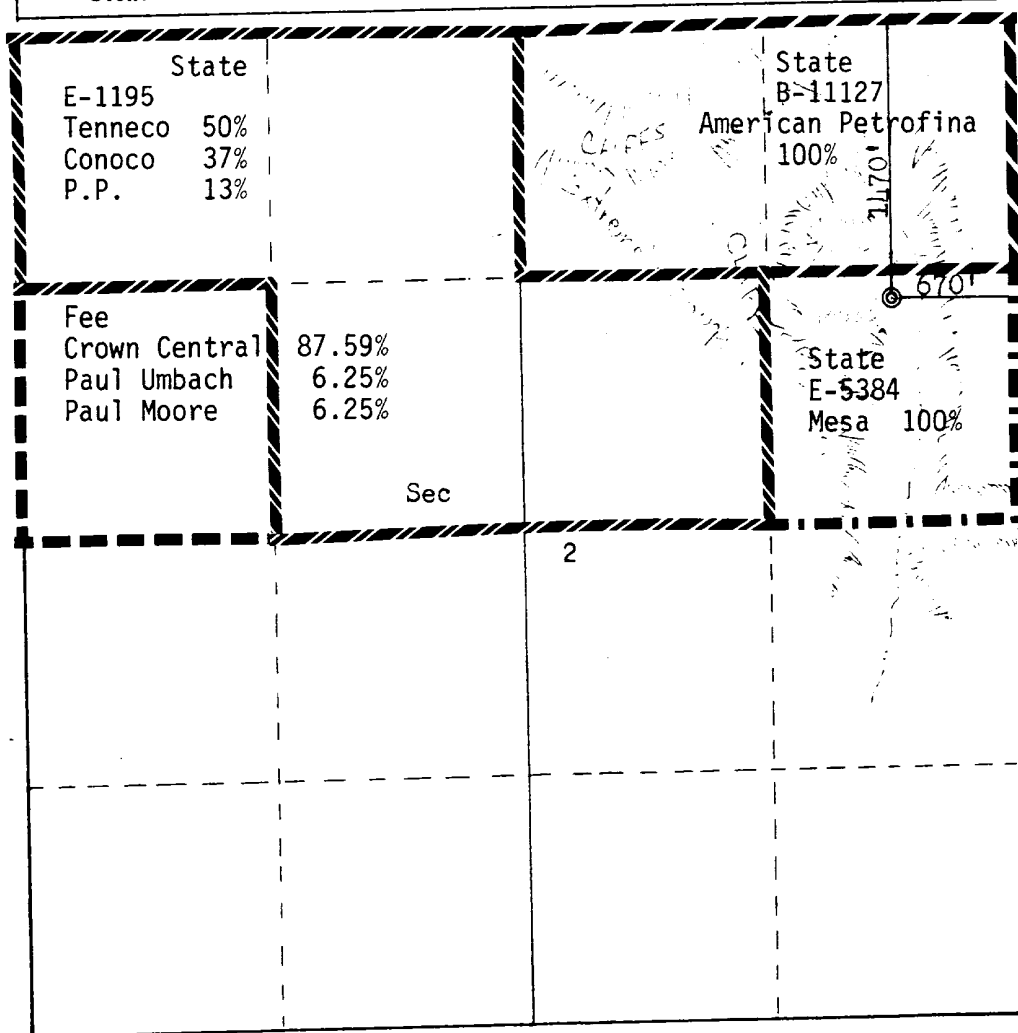 State
E-1195
Tenneco 50%
Conoco 37%
P.P. 13%
State
B-11127
American Petrofina
100%
1170'
670'
CLIFFS
Fee
Crown Central 87.59%
Paul Umbach 6.25%
Paul Moore 6.25%
State
E-5384
Mesa 100%
Sec
2